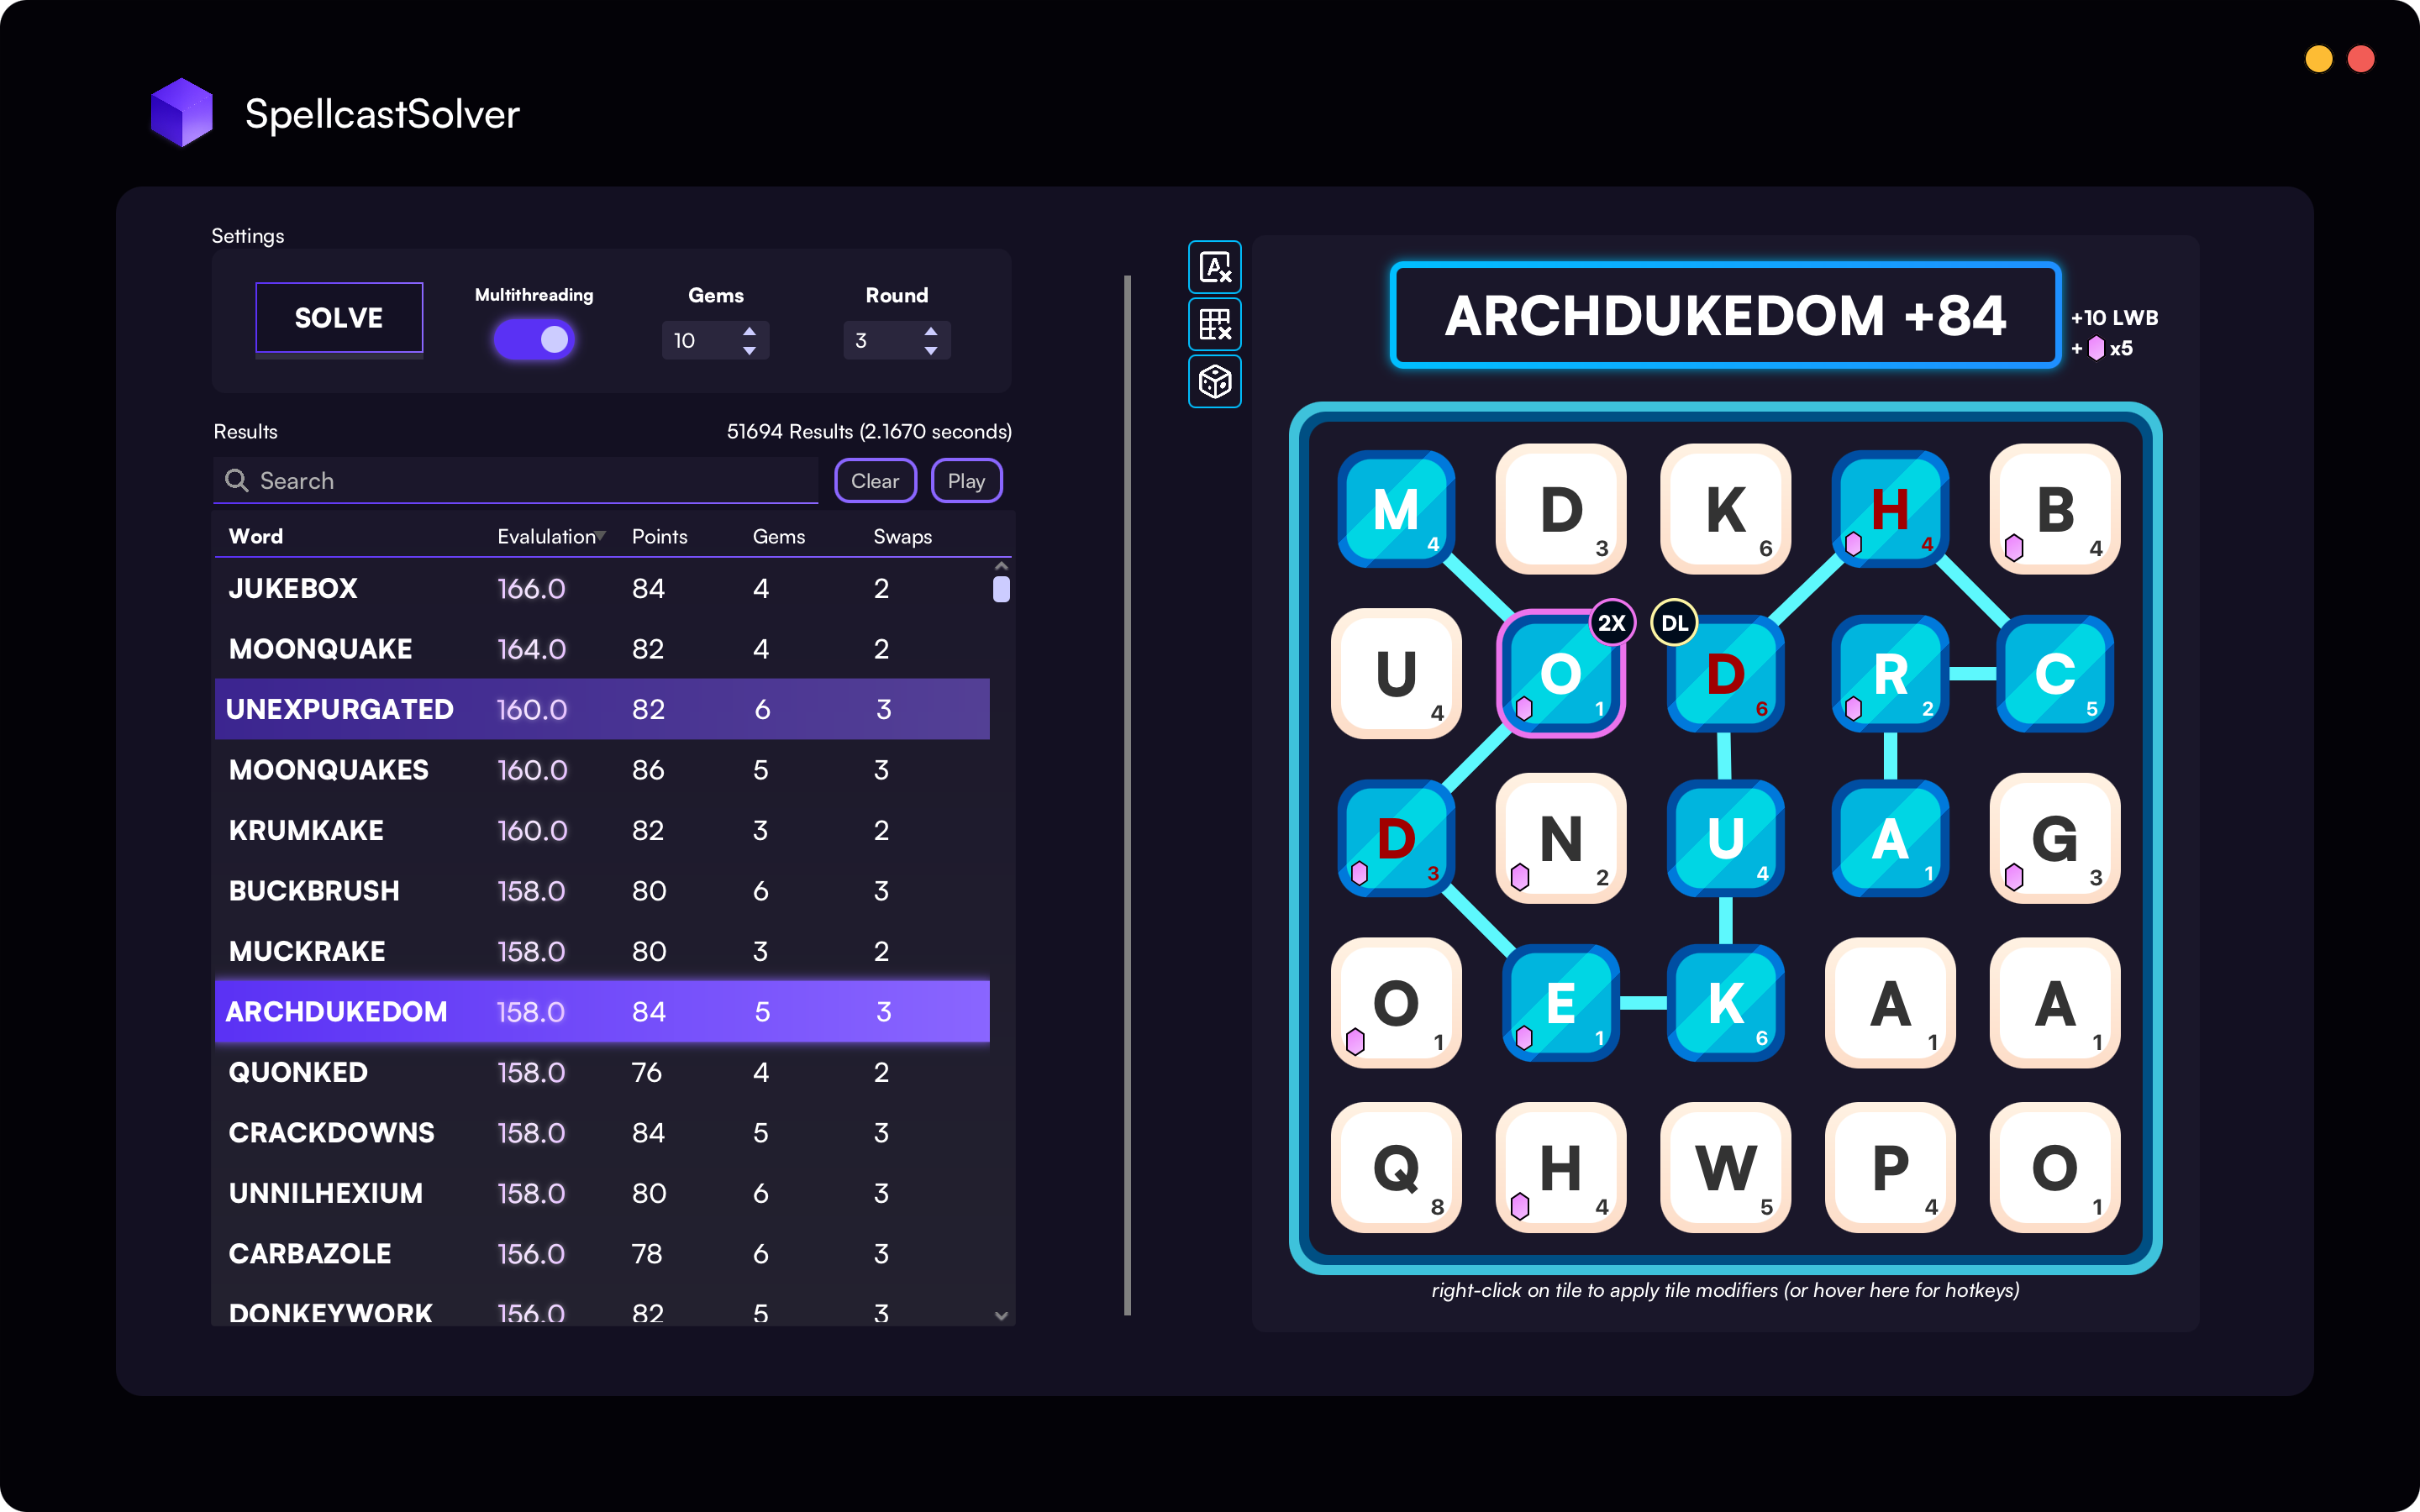 SpellcastSolver
Settings
SOLVE
Multithreading
Gems
10
Round
3
Results
51694 Results (2.1670 seconds)
Search
Clear
Play
Word Evalulation Points Gems Swaps
JUKEBOX 166.0 84 4 2
MOONQUAKE 164.0 82 4 2
UNEXPURGATED 160.0 82 6 3
MOONQUAKES 160.0 86 5 3
KRUMKAKE 160.0 82 3 2
BUCKBRUSH 158.0 80 6 3
MUCKRAKE 158.0 80 3 2
ARCHDUKEDOM 158.0 84 5 3
QUONKED 158.0 76 4 2
CRACKDOWNS 158.0 84 5 3
UNNILHEXIUM 158.0 80 6 3
CARBAZOLE 156.0 78 6 3
DONKEYWORK 156.0 82 5 3
A
ARCHDUKEDOM +84
+10 LWB
+ x5
M 4 D 3 K 6 H 4 B 4
2X DL
U 4 O 1 D 6 R 2 C 5
D 3 N 2 U 4 A 1 G 3
O 1 E 1 K 6 A 1 A 1
Q 8 H 4 W 5 P 4 O 1
right-click on tile to apply tile modifiers (or hover here for hotkeys)